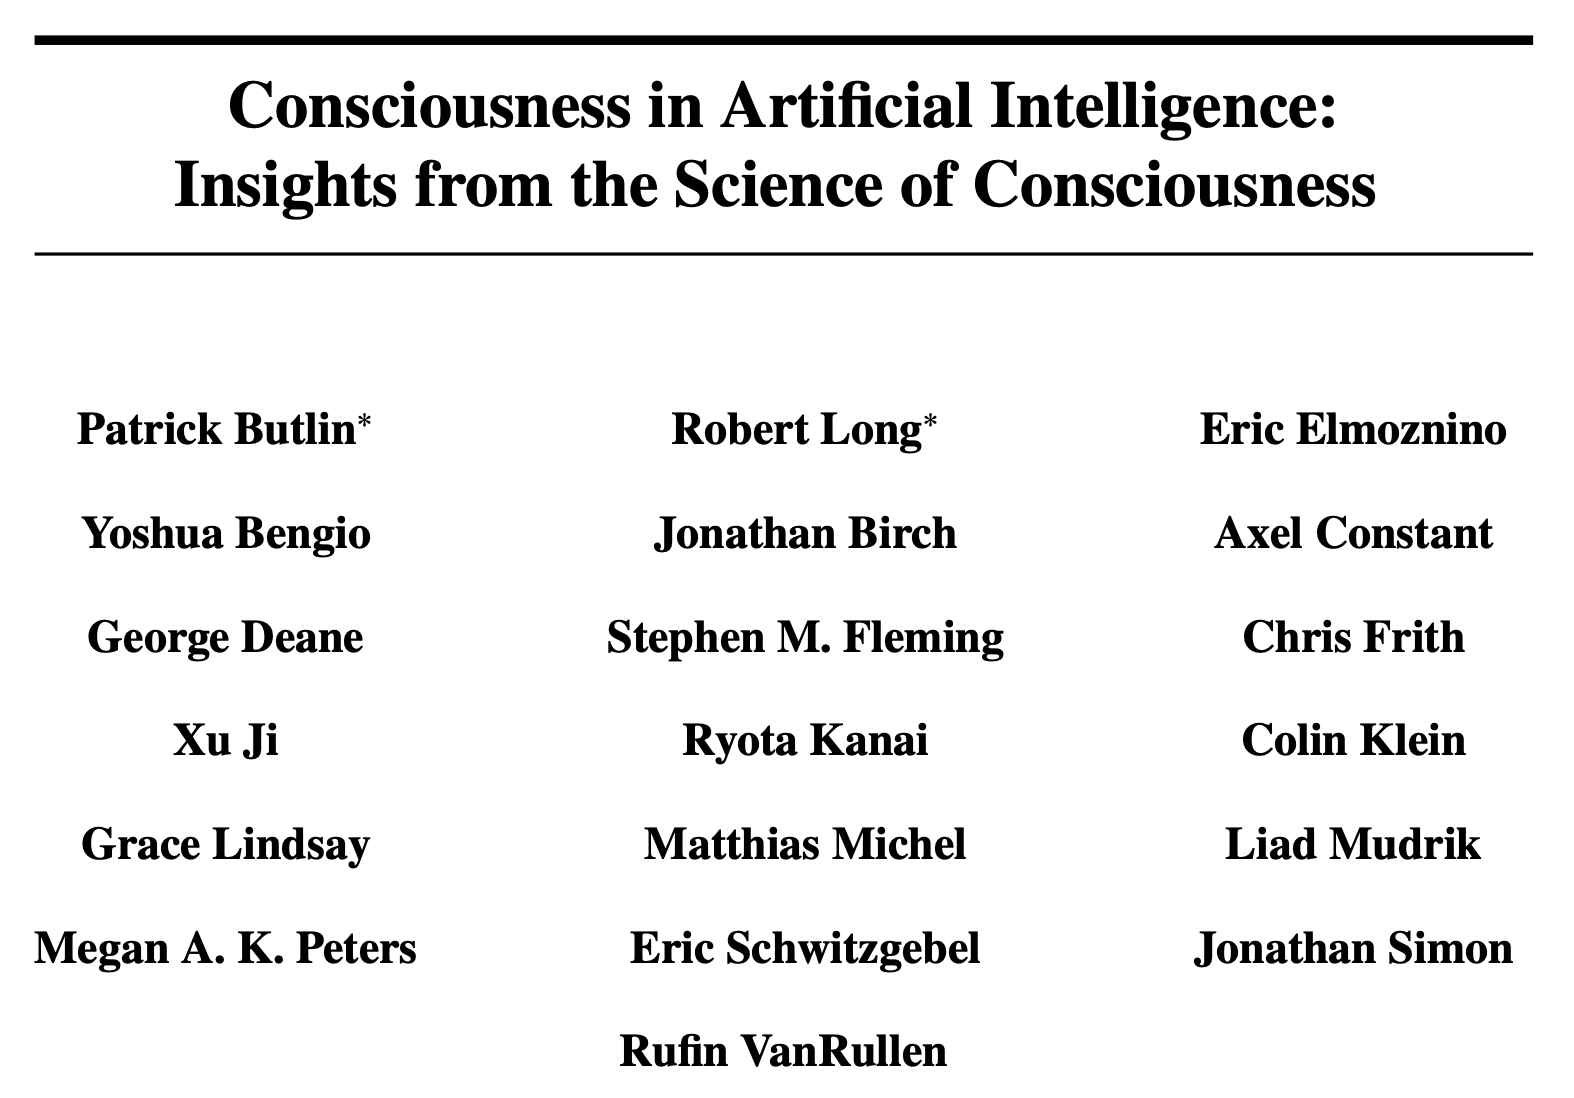 Consciousness in Artificial Intelligence:
Insights from the Science of Consciousness
Patrick Butlin* Robert Long* Eric Elmoznino
Yoshua Bengio Jonathan Birch Axel Constant
George Deane Stephen M. Fleming Chris Frith
Xu Ji Ryota Kanai Colin Klein
Grace Lindsay Matthias Michel Liad Mudrik
Megan A. K. Peters Eric Schwitzgebel Jonathan Simon
Rufin VanRullen